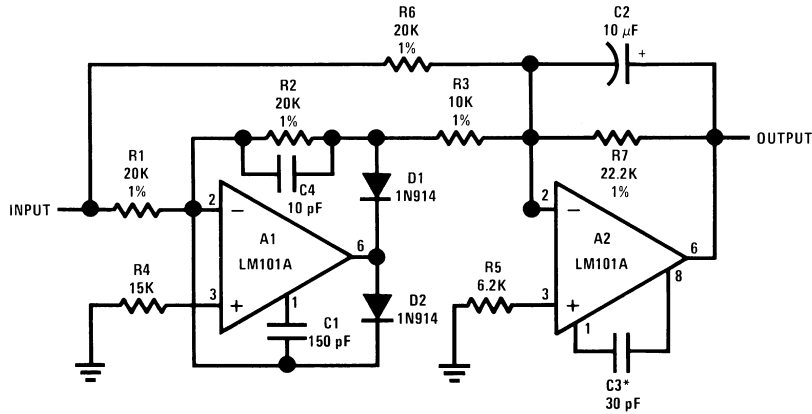 R6
20K
1%
C2
10 μF
+
R2
20K
1%
R3
10K
1%
R1
20K
1%
C4
10 pF
D1
1N914
R7
22.2K
1%
OUTPUT
INPUT
2
−
A1
LM101A
6
3
+
1
R4
15K
D2
1N914
C1
150 pF
2
−
A2
LM101A
6
8
R5
6.2K
3
+
1
C3*
30 pF